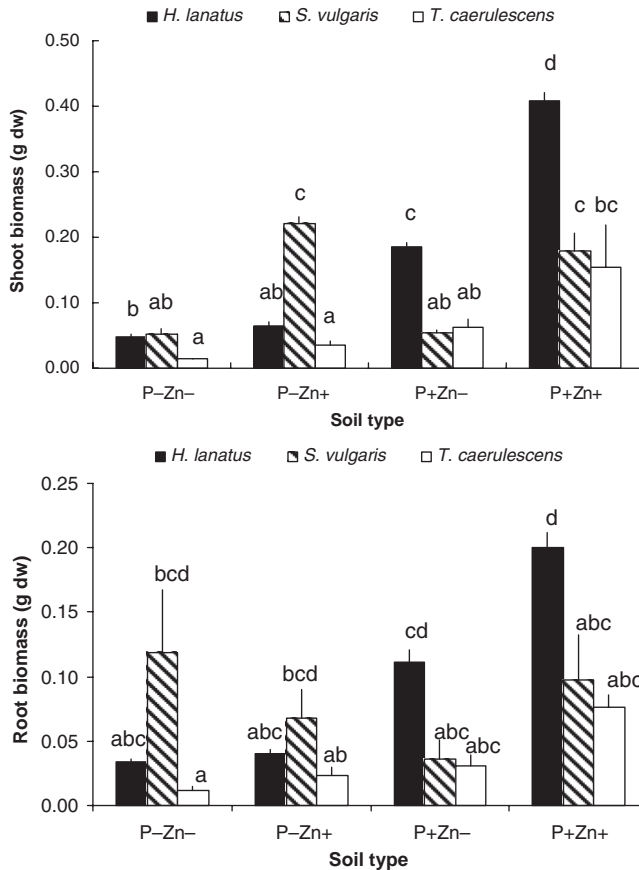 ■ H. lanatus □ S. vulgaris □ T. caerulescens
0.50
0.40
0.30
0.20
0.10
0.00
Shoot biomass (g dw)
b ab a
ab c a
c ab ab
d c bc
P–Zn– P–Zn+ P+Zn– P+Zn+
Soil type
■ H. lanatus □ S. vulgaris □ T. caerulescens
0.25
0.20
0.15
0.10
0.05
0.00
Root biomass (g dw)
abc bcd a
abc bcd ab
cd abc abc
d abc abc
P–Zn– P–Zn+ P+Zn– P+Zn+
Soil type